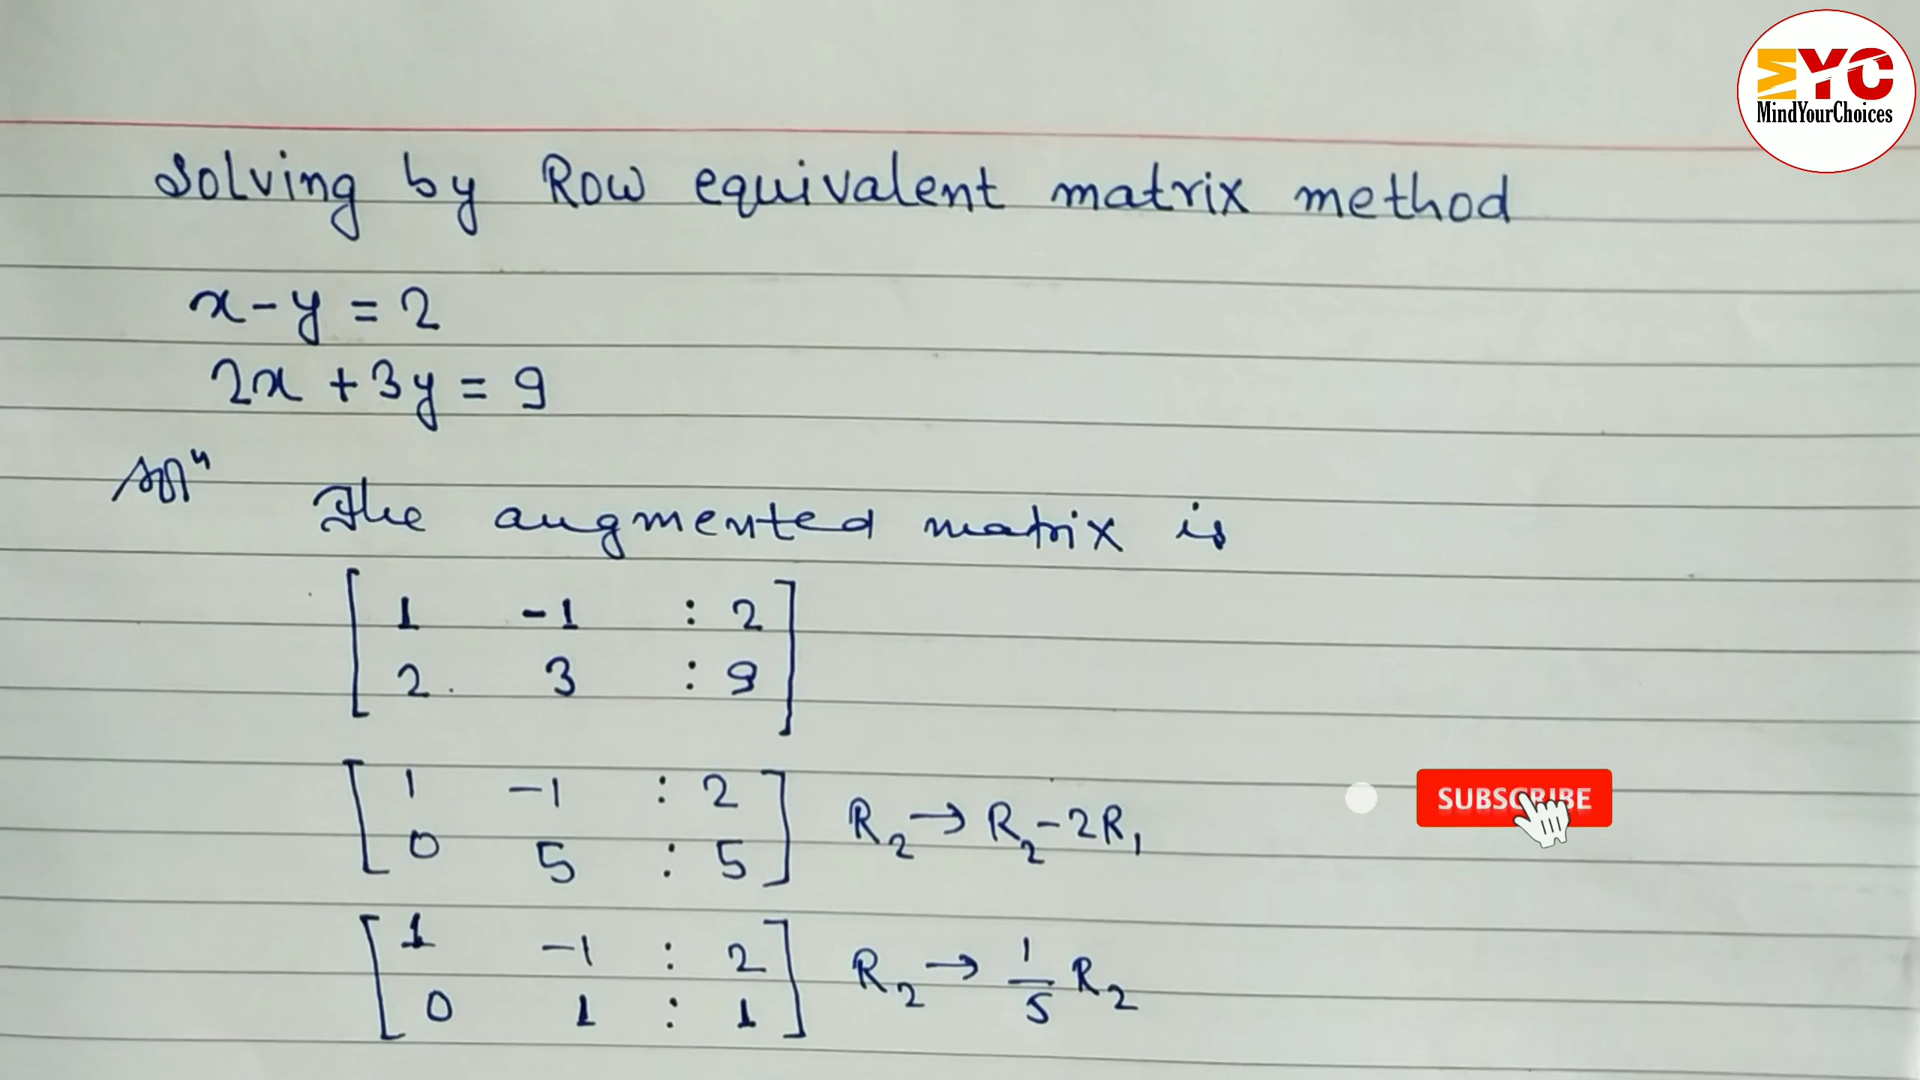 MYC
MindYourChoices
Solving by Row equivalent matrix method
x - y = 2
2x + 3y = 9
Solⁿ
The augmented matrix is
[ 1 -1 : 2 ]
[ 2 3 : 9 ]
[ 1 -1 : 2 ]
[ 0 5 : 5 ] R₂ → R₂ - 2R₁
[ 1 -1 : 2 ]
[ 0 1 : 1 ] R₂ → 1/5 R₂
SUBSCRIBE